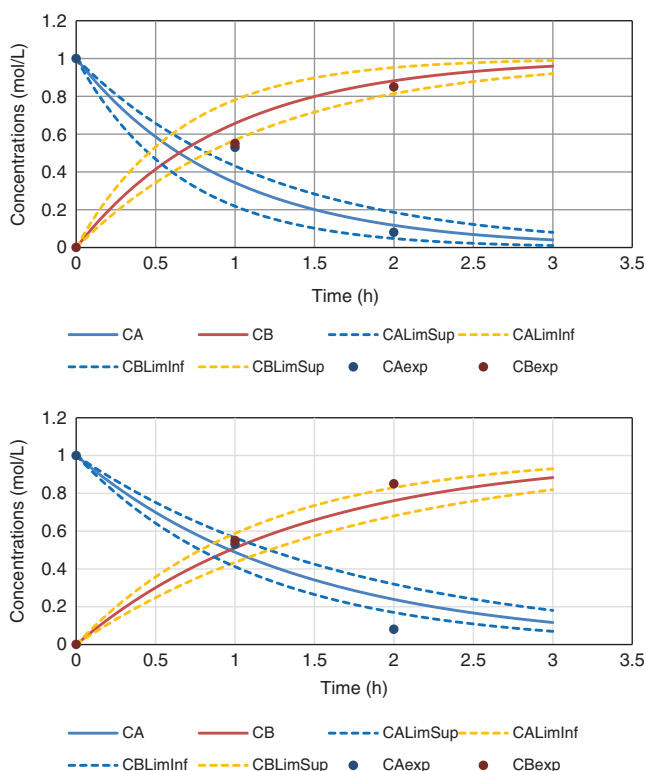 1.2
1
0.8
0.6
0.4
0.2
0
Concentrations (mol/L)
0 0.5 1 1.5 2 2.5 3 3.5
Time (h)
CA CB CALimSup CALimInf
CBLimInf CBLimSup CAexp CBexp
1.2
1
0.8
0.6
0.4
0.2
0
Concentrations (mol/L)
0 0.5 1 1.5 2 2.5 3 3.5
Time (h)
CA CB CALimSup CALimInf
CBLimInf CBLimSup CAexp CBexp